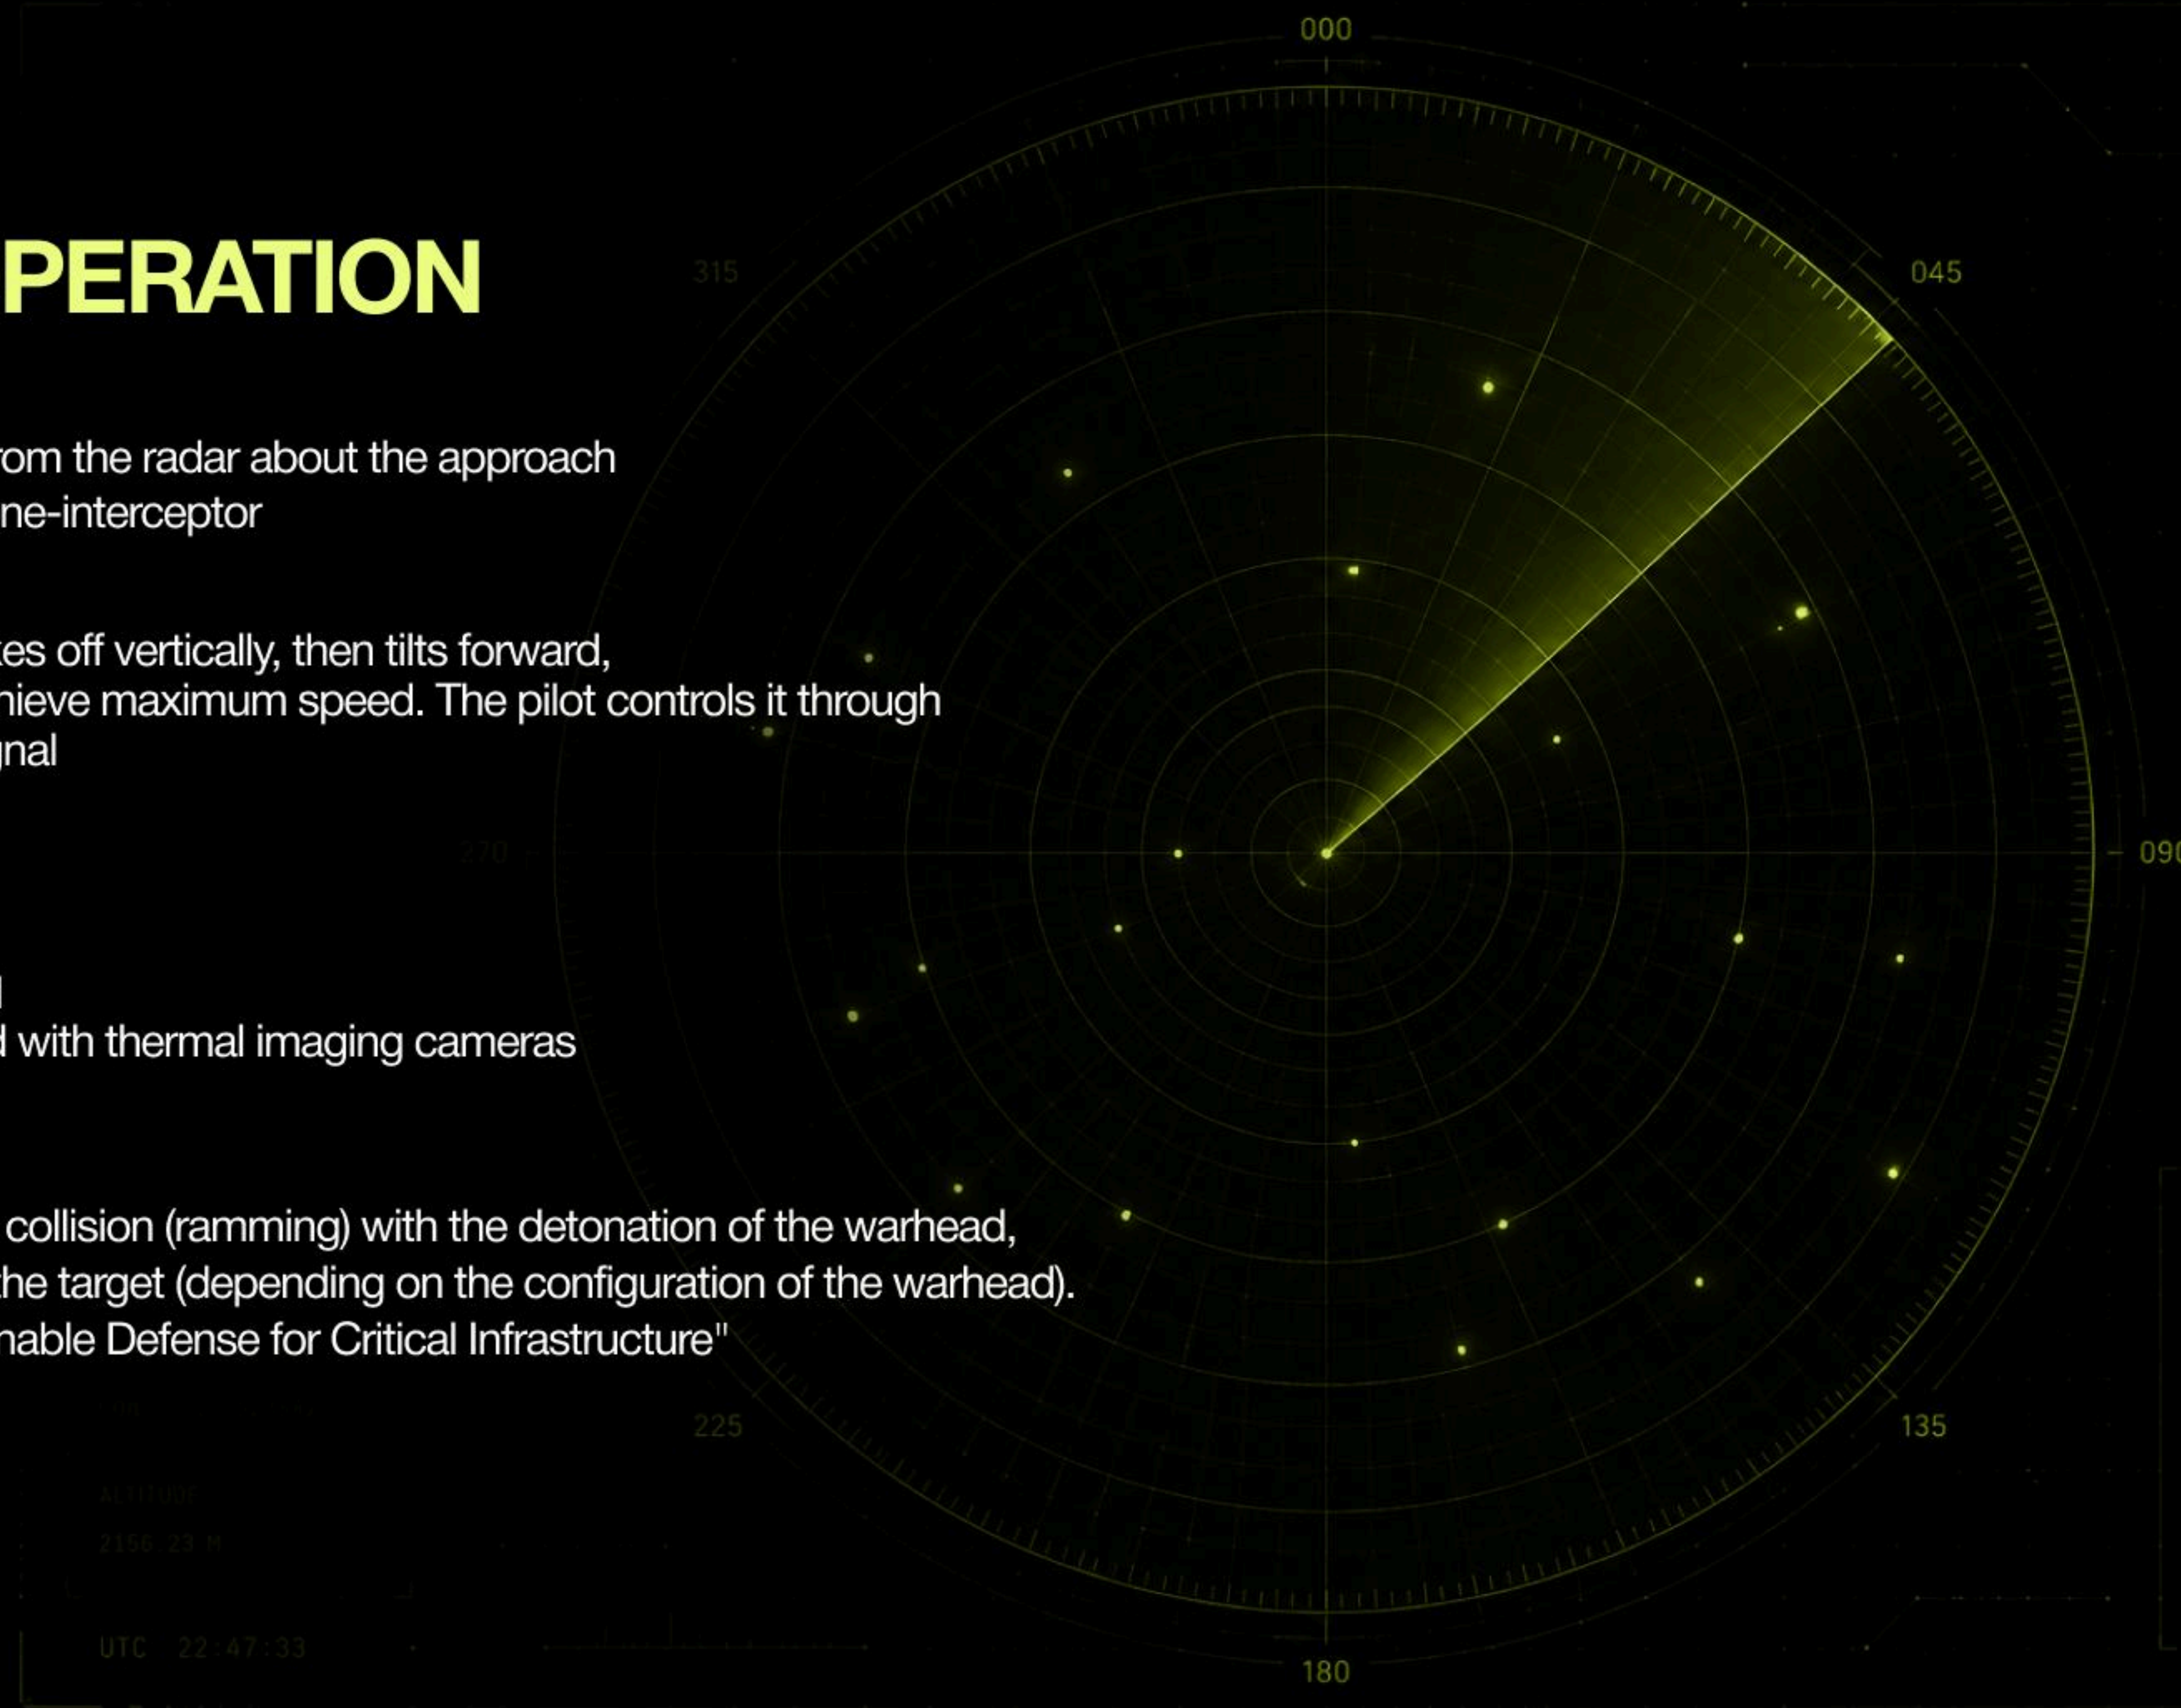 000
PERATION
315
045
rom the radar about the approach
ne-interceptor
kes off vertically, then tilts forward,
hieve maximum speed. The pilot controls it through
gnal
270
090
d with thermal imaging cameras
collision (ramming) with the detonation of the warhead,
the target (depending on the configuration of the warhead).
nable Defense for Critical Infrastructure"
225
135
ALTITUDE
2156.23 M
UTC 22:47:33
180